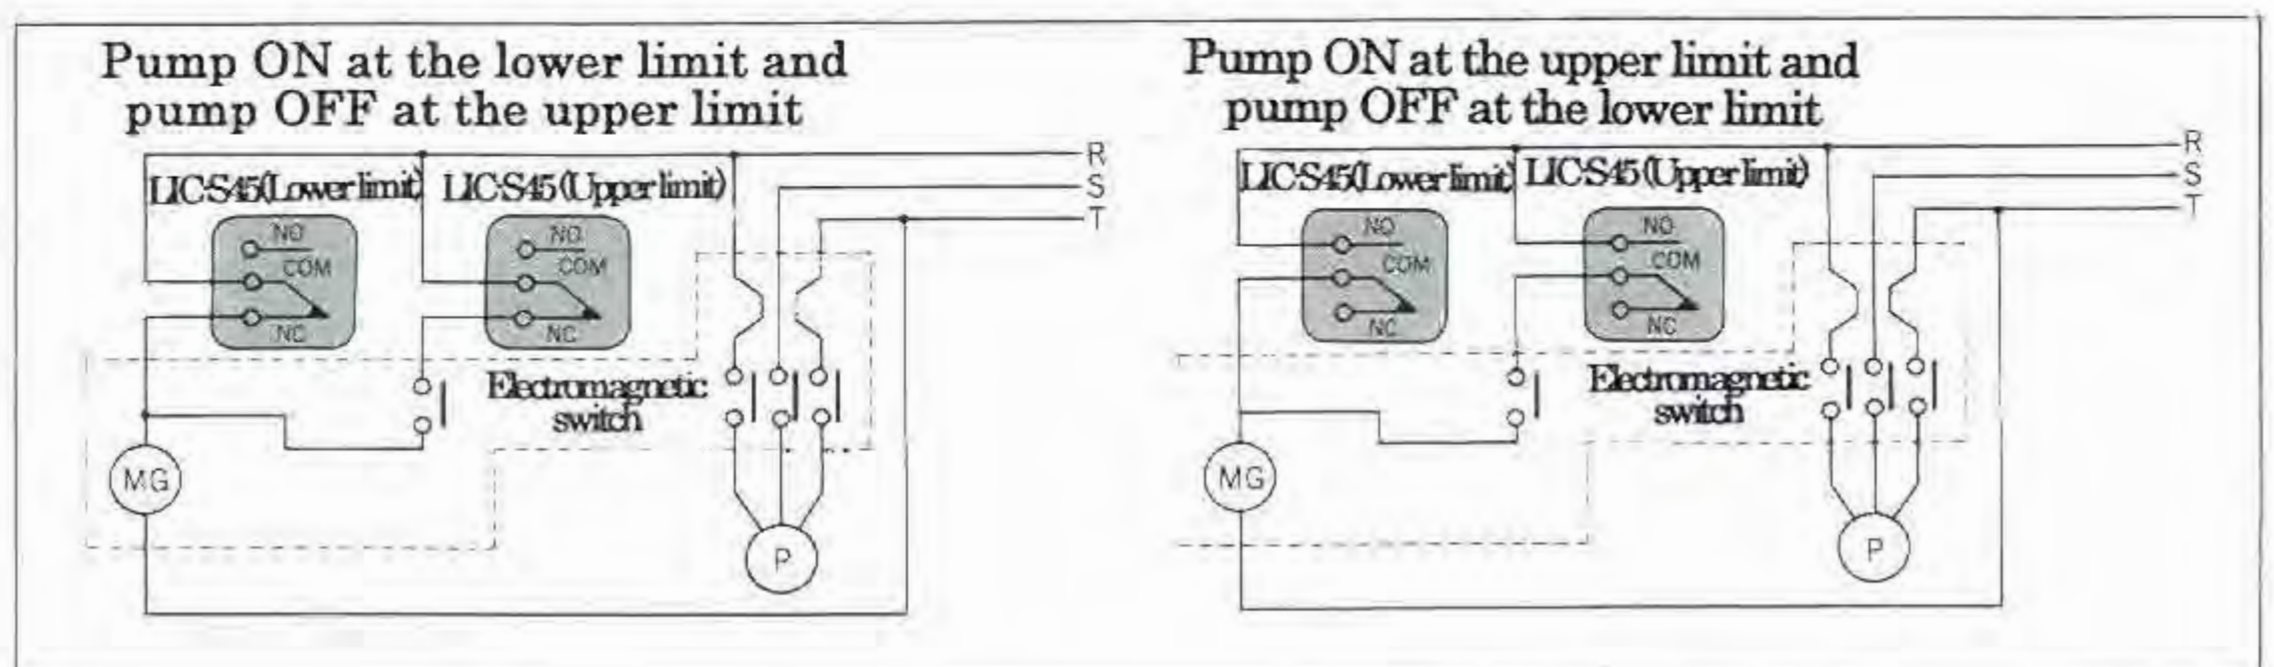 Pump ON at the lower limit and
pump OFF at the upper limit
R
LIC-S45(Lower limit) LIC-S45(Upper limit)
S
T
NO
COM
NC
NO
COM
NC
Electromagnetic
switch
MG
P
Pump ON at the upper limit and
pump OFF at the lower limit
R
LIC-S45(Lower limit) LIC-S45(Upper limit)
S
T
NO
COM
NC
NO
COM
NC
Electromagnetic
switch
MG
P